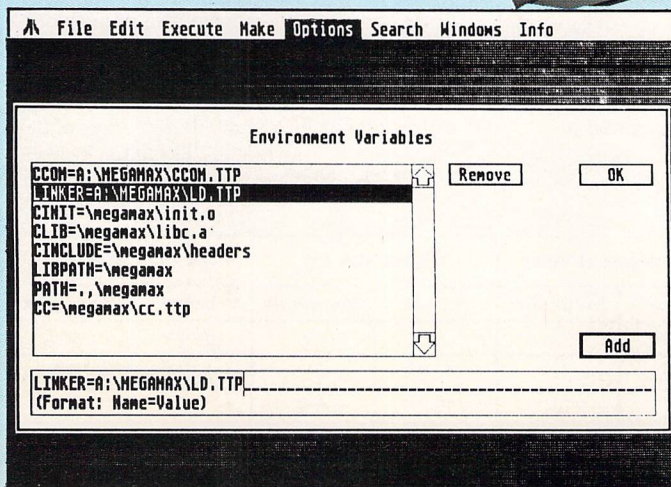 File Edit Execute Make Options Search Windows Info
Environment Variables
CCOM=A:\MEGAMAX\CCOM.TTP
LINKER=A:\MEGAMAX\LD.TTP
CINIT=\megamax\init.o
CLIB=\megamax\libc.a
CINCLUDE=\megamax\headers
LIBPATH=\megamax
PATH=.,\megamax
CC=\megamax\cc.ttp
Remove
OK
Add
LINKER=A:\MEGAMAX\LD.TTP
(Format: Name=Value)